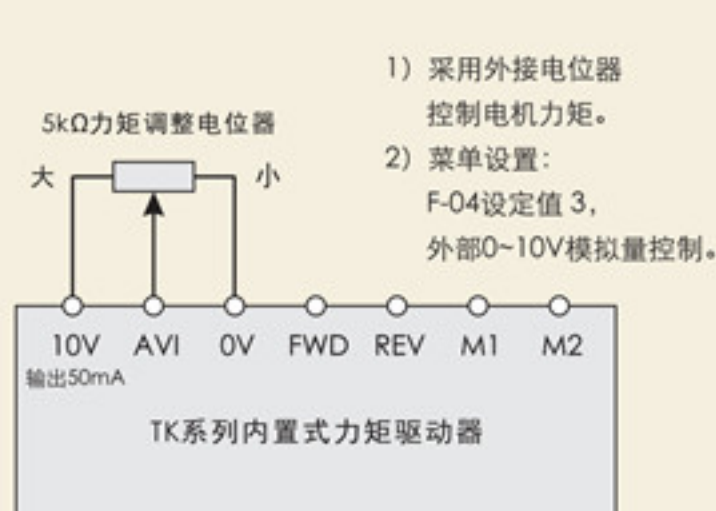 1）采用外接电位器
控制电机力矩。
5kΩ力矩调整电位器
2）菜单设置：
大
小
F-04设定值 3，
外部0~10V模拟量控制。
10V AVI 0V FWD REV M1 M2
输出50mA
TK系列内置式力矩驱动器